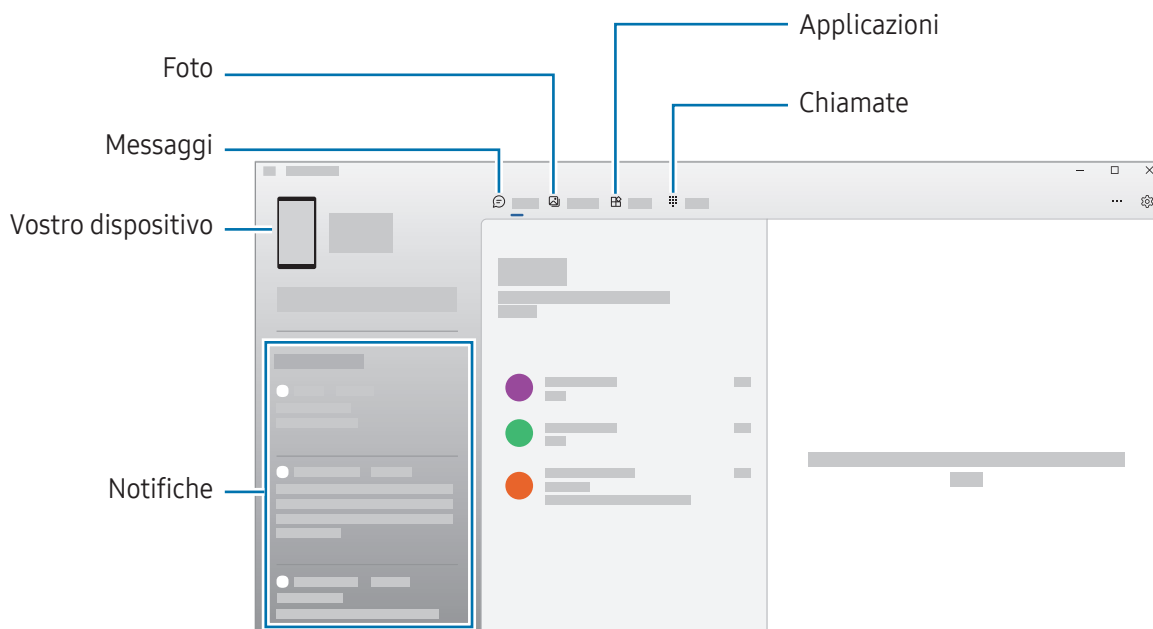 Applicazioni
Foto
Chiamate
Messaggi
Vostro dispositivo
Notifiche